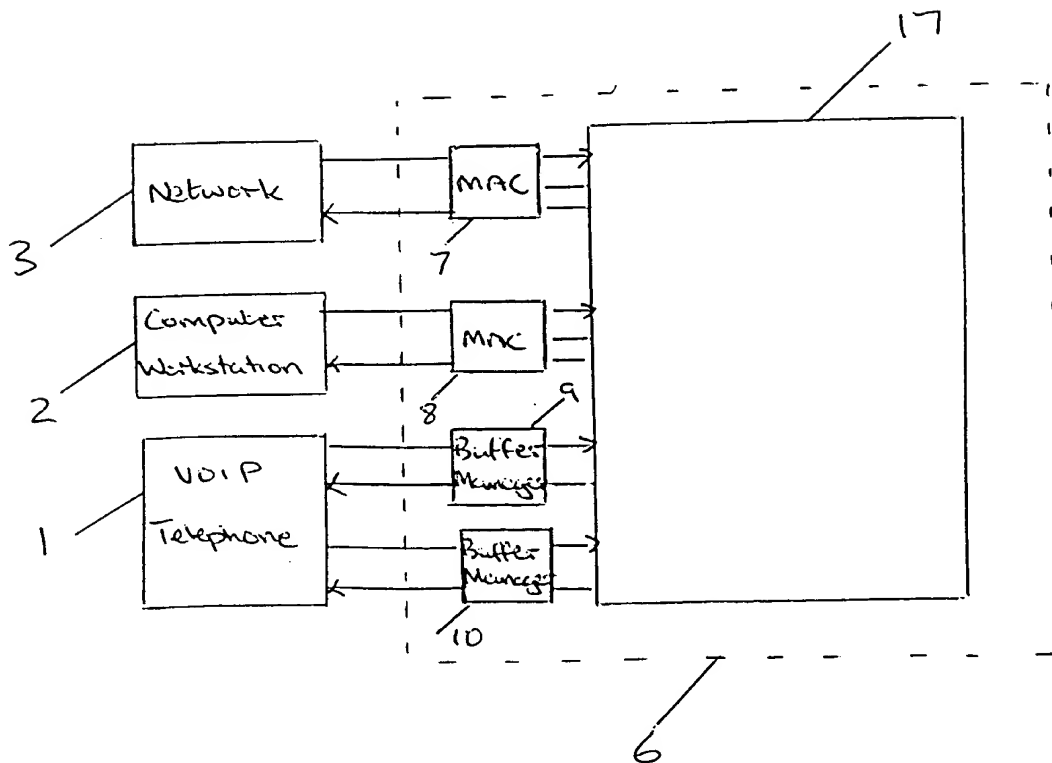 17
Network
MAC
3
7
Computer
Workstation
MAC
2
8
9
VOIP
Telephone
Buffer
Manager
1
Buffer
Manager
10
6